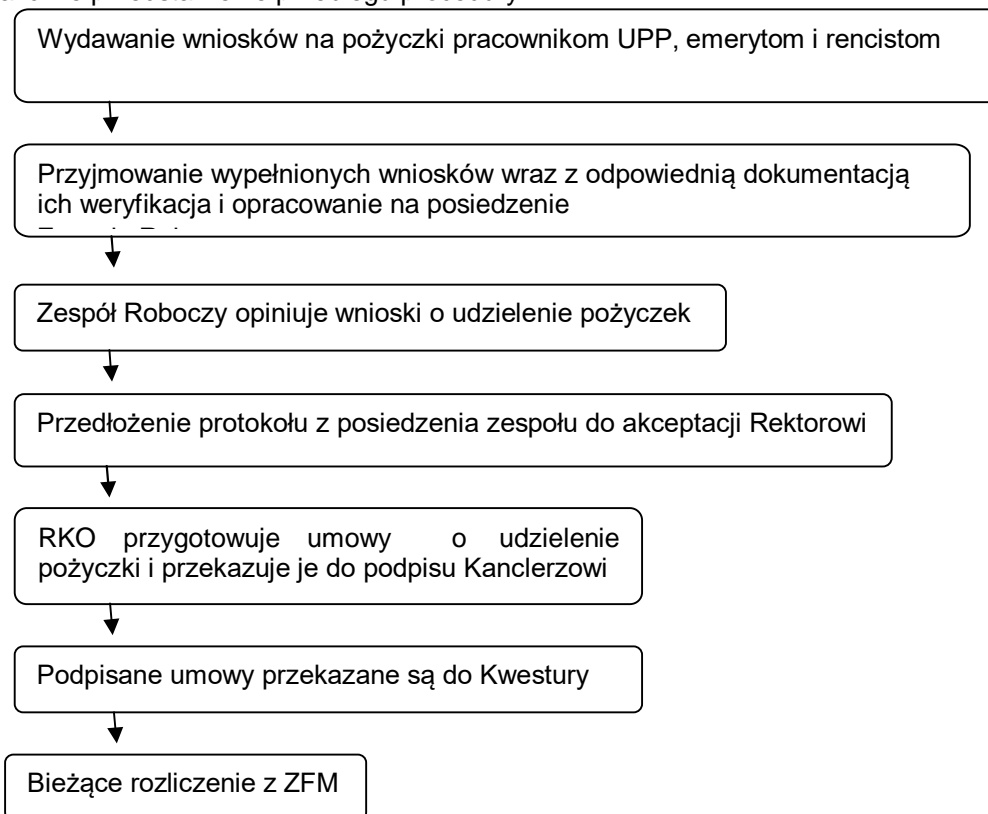 Wydawanie wniosków na pożyczki pracownikom UPP, emerytom i rencistom
Przyjmowanie wypełnionych wniosków wraz z odpowiednią dokumentacją
ich weryfikacja i opracowanie na posiedzenie
Zespół Roboczy opiniuje wnioski o udzielenie pożyczek
Przedłożenie protokołu z posiedzenia zespołu do akceptacji Rektorowi
RKO przygotowuje umowy o udzielenie
pożyczki i przekazuje je do podpisu Kanclerzowi
Podpisane umowy przekazane są do Kwestury
Bieżące rozliczenie z ZFM